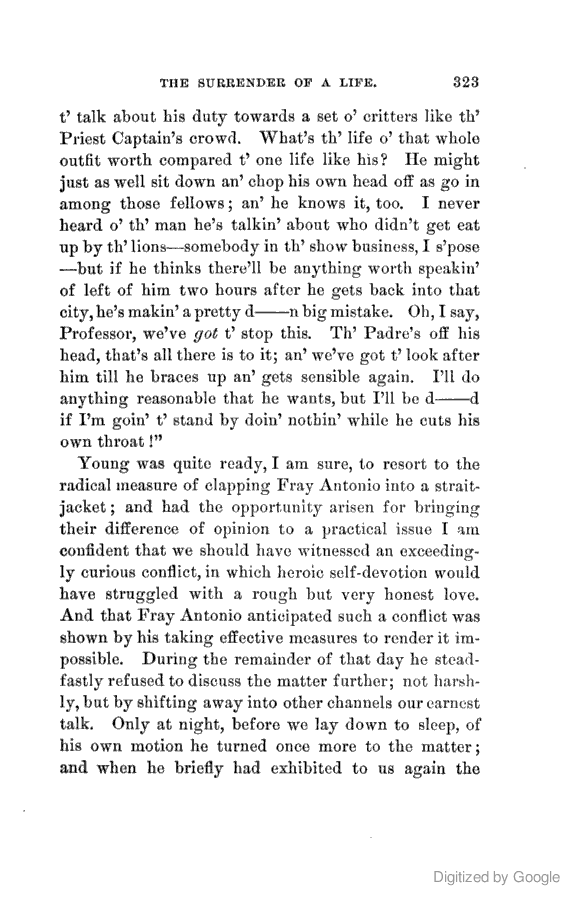 THE SURRENDER OF A LIFE. 323
t' talk about his duty towards a set o' critters like th'
Priest Captain's crowd. What's th' life o' that whole
outfit worth compared t' one life like his? He might
just as well sit down an' chop his own head off as go in
among those fellows; an' he knows it, too. I never
heard o' th' man he's talkin' about who didn't get eat
up by th' lions—somebody in th' show business, I s'pose
—but if he thinks there'll be anything worth speakin'
of left of him two hours after he gets back into that
city, he's makin' a pretty d——n big mistake. Oh, I say,
Professor, we've got t' stop this. Th' Padre's off his
head, that's all there is to it; an' we've got t' look after
him till he braces up an' gets sensible again. I'll do
anything reasonable that he wants, but I'll be d——d
if I'm goin' t' stand by doin' nothin' while he cuts his
own throat!"
Young was quite ready, I am sure, to resort to the
radical measure of clapping Fray Antonio into a strait-
jacket; and had the opportunity arisen for bringing
their difference of opinion to a practical issue I am
confident that we should have witnessed an exceeding-
ly curious conflict, in which heroic self-devotion would
have struggled with a rough but very honest love.
And that Fray Antonio anticipated such a conflict was
shown by his taking effective measures to render it im-
possible. During the remainder of that day he stead-
fastly refused to discuss the matter further; not harsh-
ly, but by shifting away into other channels our earnest
talk. Only at night, before we lay down to sleep, of
his own motion he turned once more to the matter;
and when he briefly had exhibited to us again the
Digitized by Google